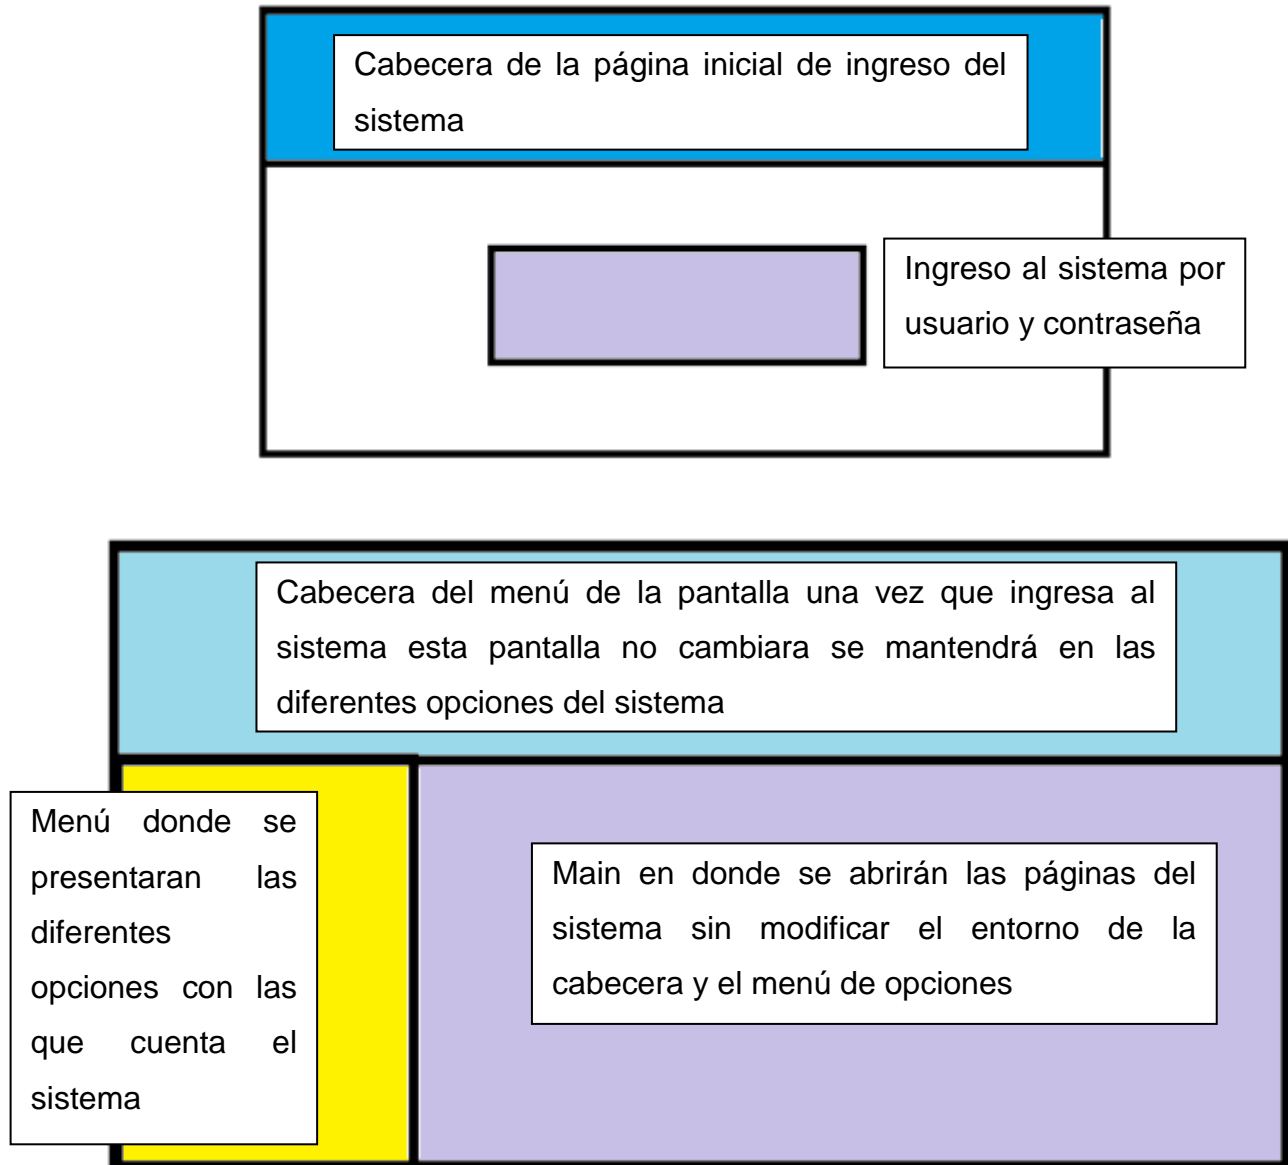 Cabecera de la página inicial de ingreso del
sistema
Ingreso al sistema por
usuario y contraseña
Cabecera del menú de la pantalla una vez que ingresa al
sistema esta pantalla no cambiara se mantendrá en las
diferentes opciones del sistema
Menú donde se
presentaran las
diferentes
opciones con las
que cuenta el
sistema
Main en donde se abrirán las páginas del
sistema sin modificar el entorno de la
cabecera y el menú de opciones